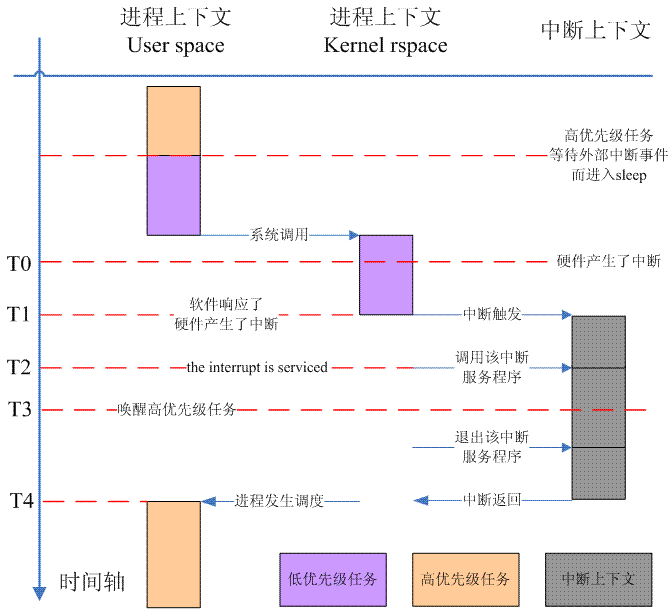 进程上下文
User space
进程上下文
Kernel rspace
中断上下文
高优先级任务
等待外部中断事件
而进入sleep
系统调用
T0
硬件产生了中断
T1
软件响应了
硬件产生了中断
中断触发
T2
the interrupt is serviced
调用该中断
服务程序
T3
唤醒高优先级任务
退出该中断
服务程序
T4
进程发生调度
中断返回
时间轴
低优先级任务
高优先级任务
中断上下文